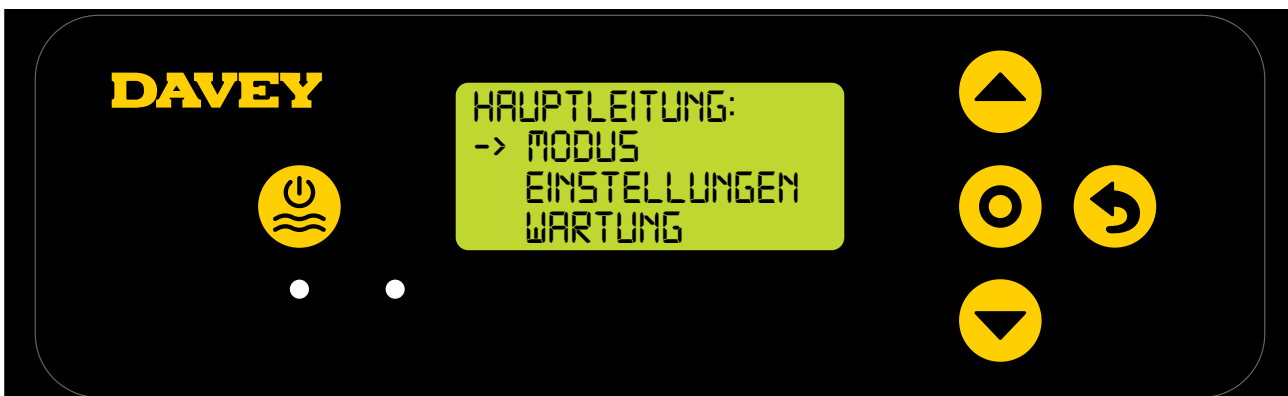 DAVEY
HAUPTLEITUNG:
-> MODUS
EINSTELLUNGEN
WARTUNG